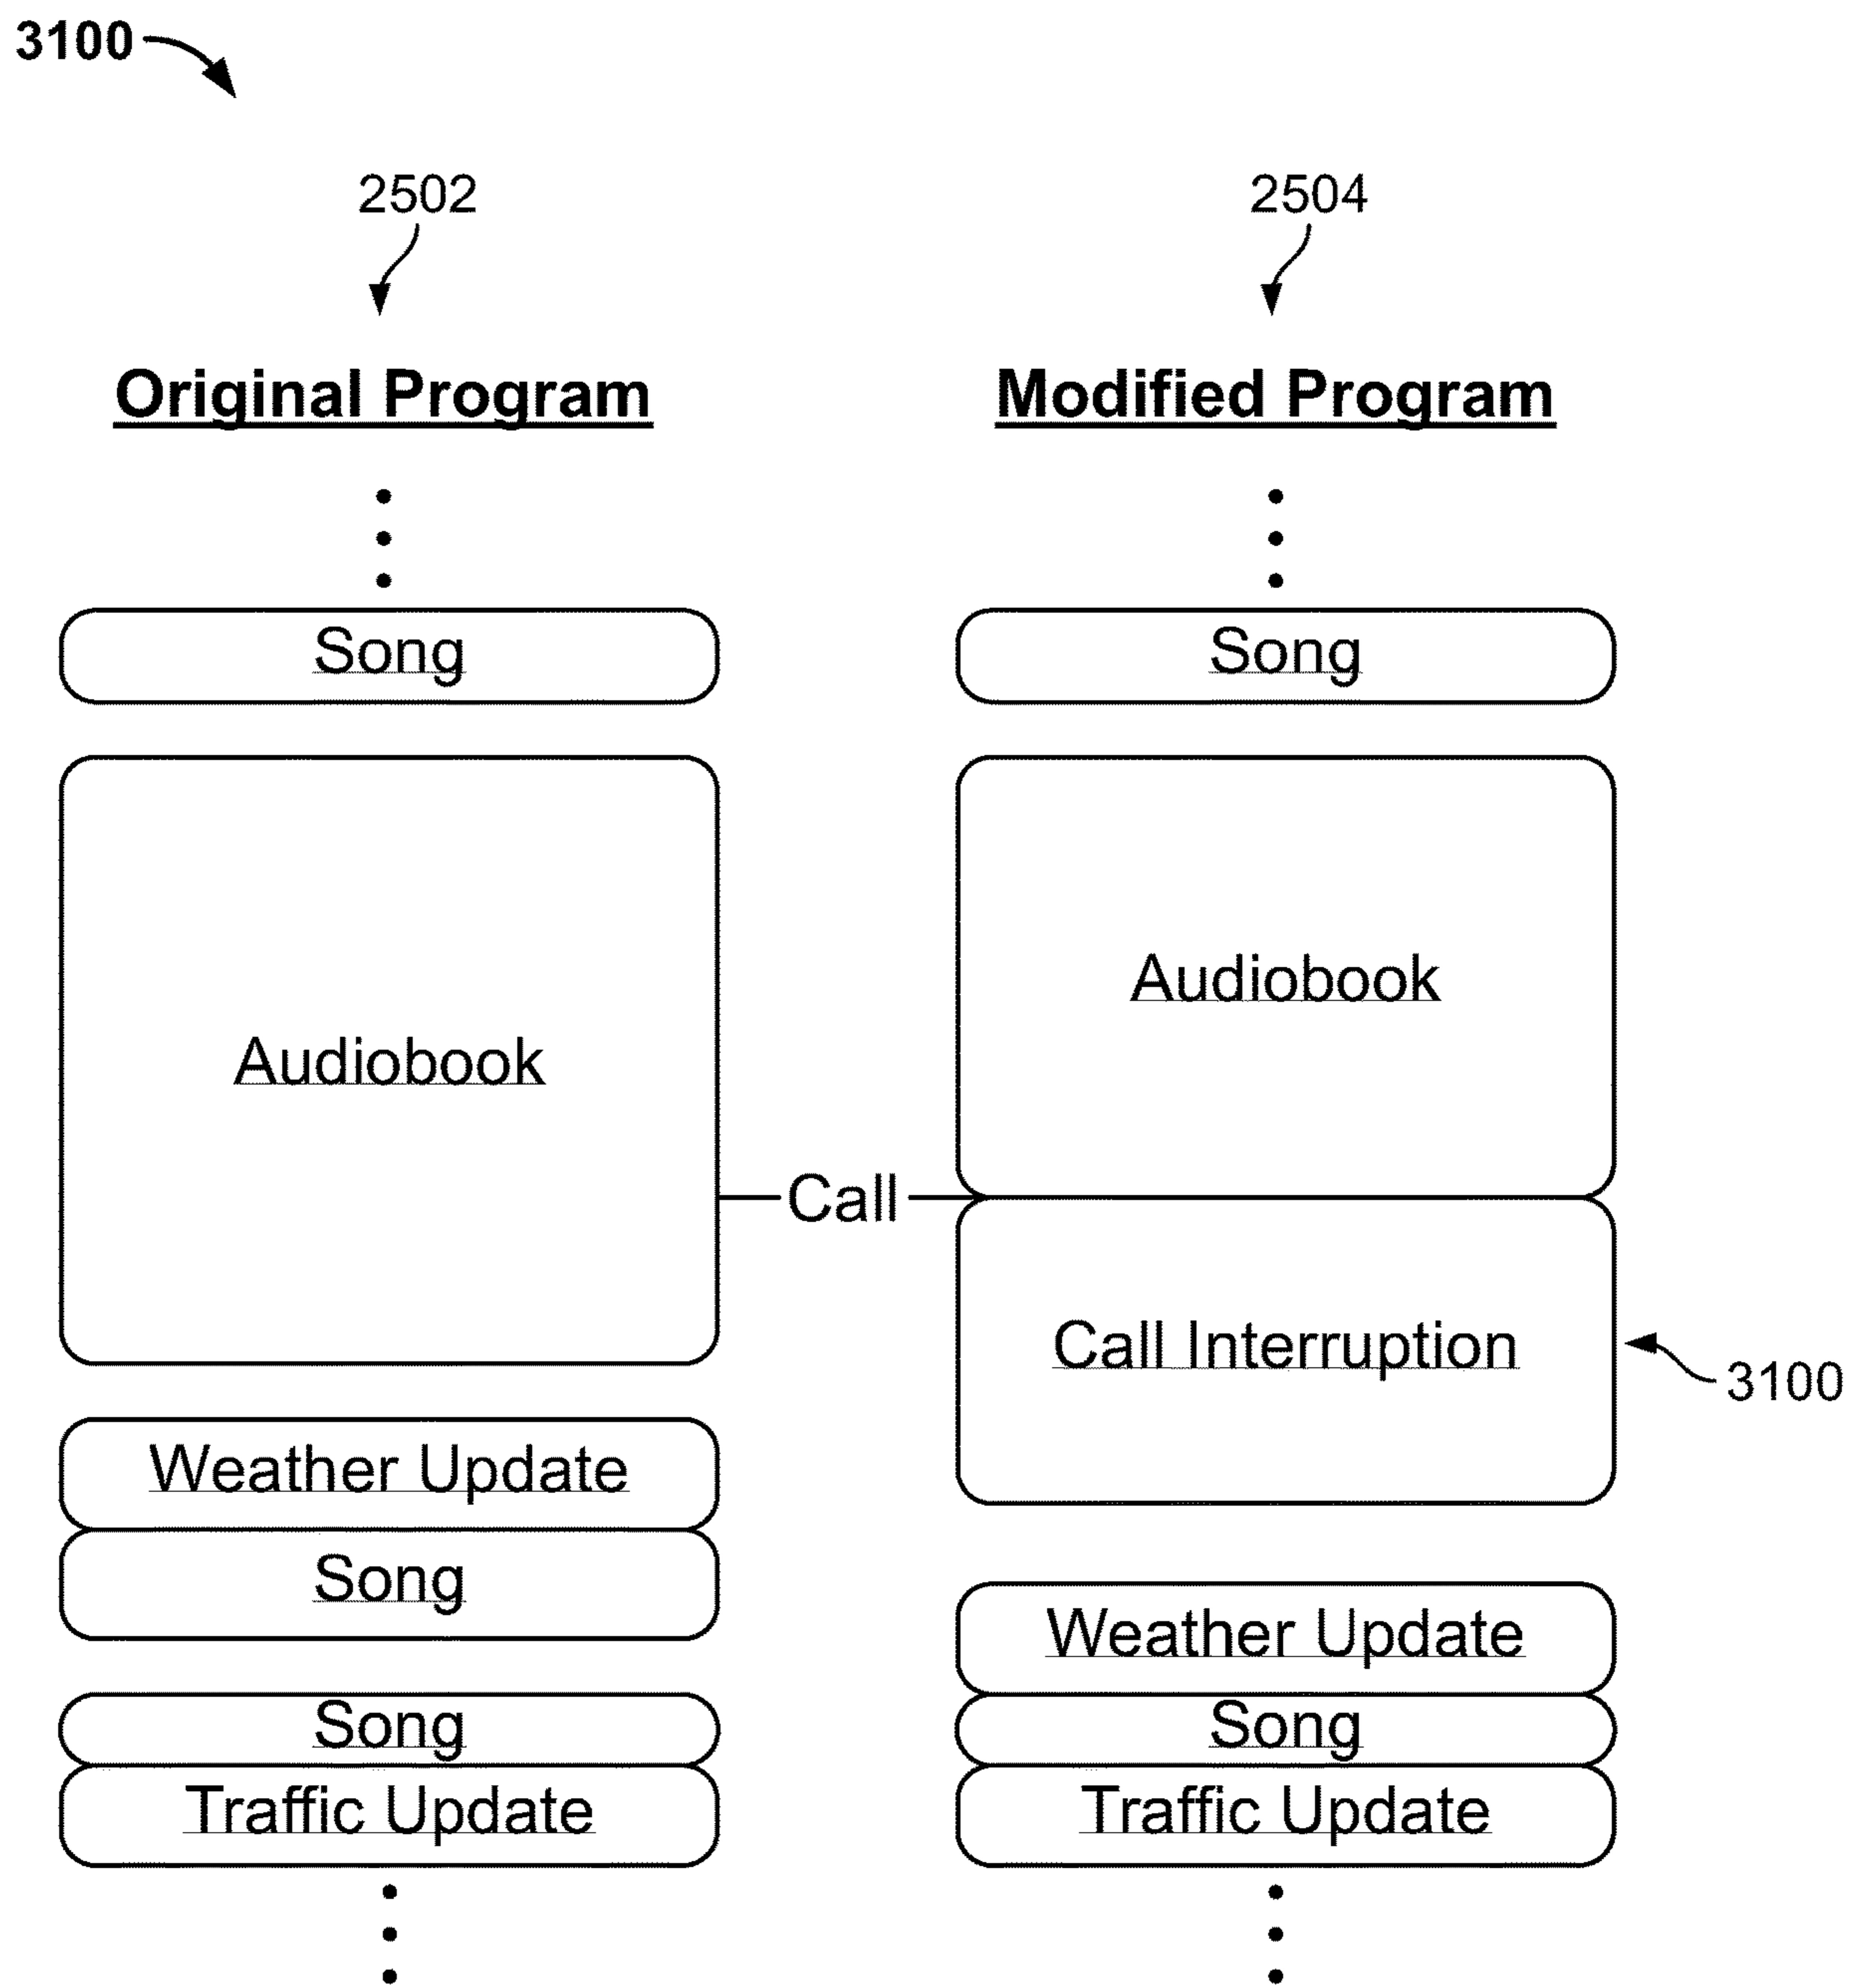 3100
2502
2504
Original Program
Modified Program
Song
Song
Audiobook
Audiobook
Call
Call Interruption
3100
Weather Update
Song
Weather Update
Song
Song
Traffic Update
Traffic Update